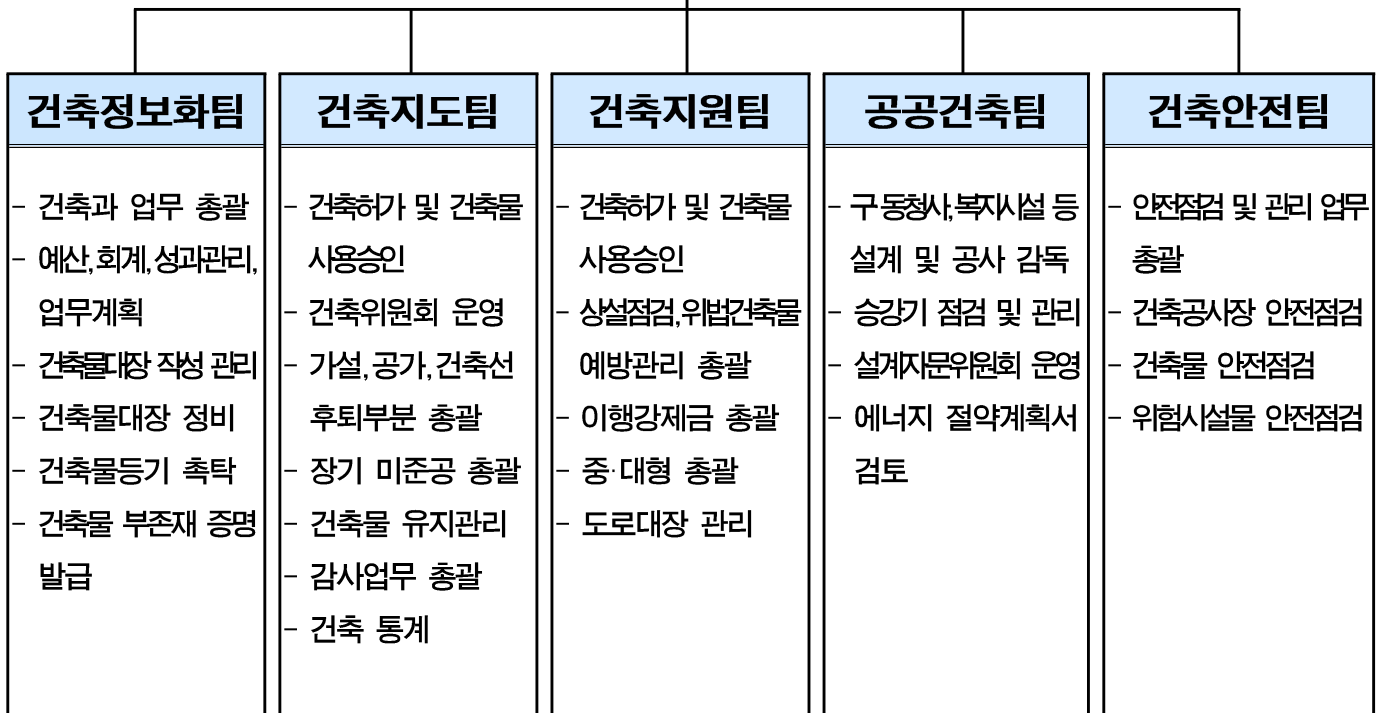 건축정보화팀
- 건축과 업무 총괄
- 예산, 회계, 성과관리,
업무계획
- 건축물대장 작성 관리
- 건축물대장 정비
- 건축물등기 촉탁
- 건축물 부존재 증명
발급
건축지도팀
- 건축허가 및 건축물
사용승인
- 건축위원회 운영
- 가설, 공가, 건축선
후퇴부분 총괄
- 장기 미준공 총괄
- 건축물 유지관리
- 감사업무 총괄
- 건축 통계
건축지원팀
- 건축허가 및 건축물
사용승인
- 상설점검, 위법건축물
예방관리 총괄
- 이행강제금 총괄
- 중·대형 총괄
- 도로대장 관리
공공건축팀
- 구·동청사, 복지시설 등
설계 및 공사 감독
- 승강기 점검 및 관리
- 설계자문위원회 운영
- 에너지 절약계획서
검토
건축안전팀
- 안전점검 및 관리 업무
총괄
- 건축공사장 안전점검
- 건축물 안전점검
- 위험시설물 안전점검